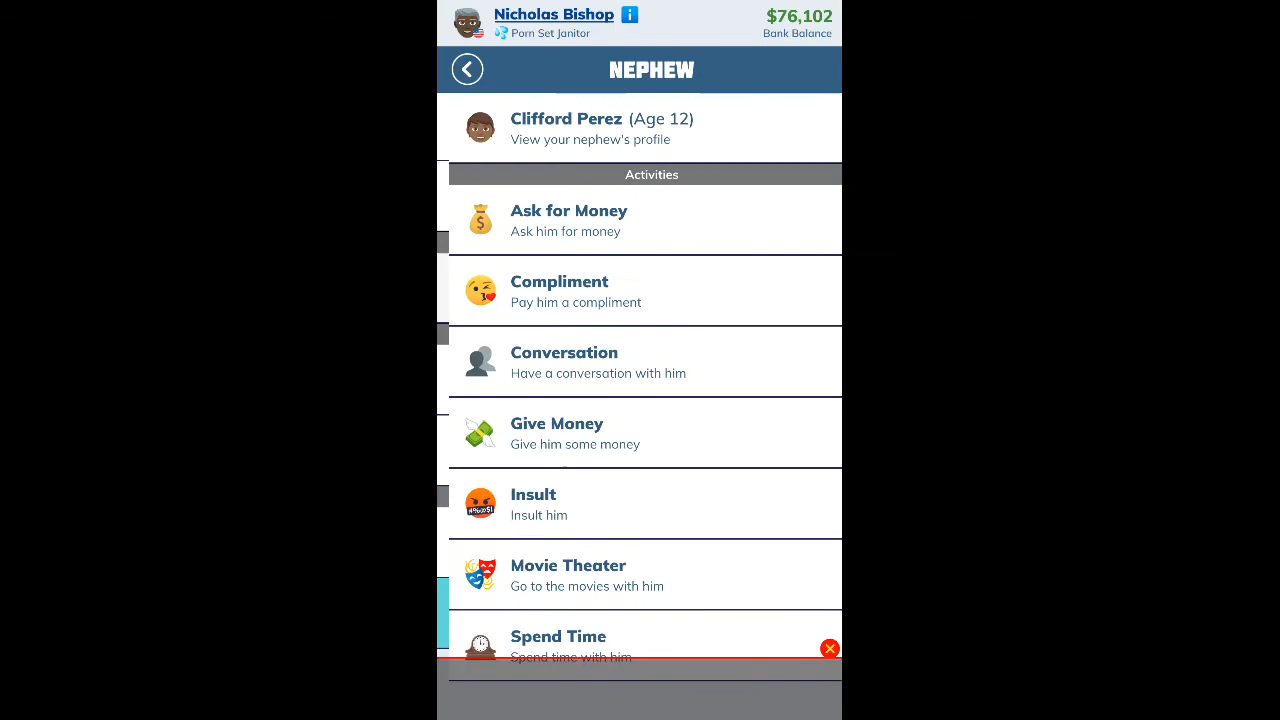 Nicholas Bishop
$76,102
Porn Set Janitor
Bank Balance
NEPHEW
Clifford Perez (Age 12)
View your nephew's profile
Activities
Ask for Money
Ask him for money
Compliment
Pay him a compliment
Conversation
Have a conversation with him
Give Money
Give him some money
Insult
Insult him
Movie Theater
Go to the movies with him
Spend Time
Spend time with him